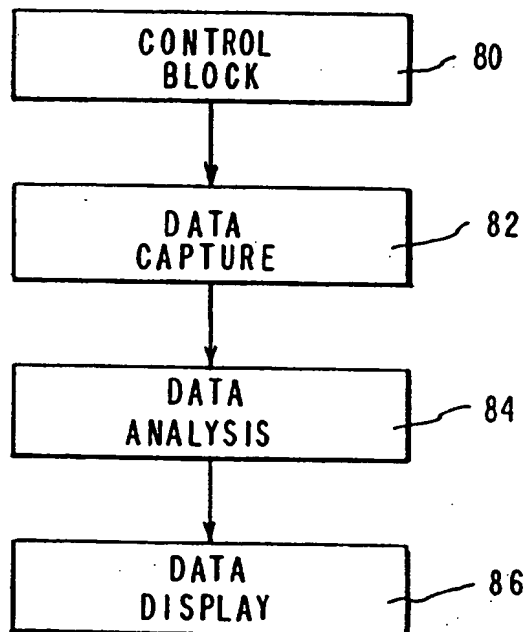 CONTROL
BLOCK
80
DATA
CAPTURE
82
DATA
ANALYSIS
84
DATA
DISPLAY
86